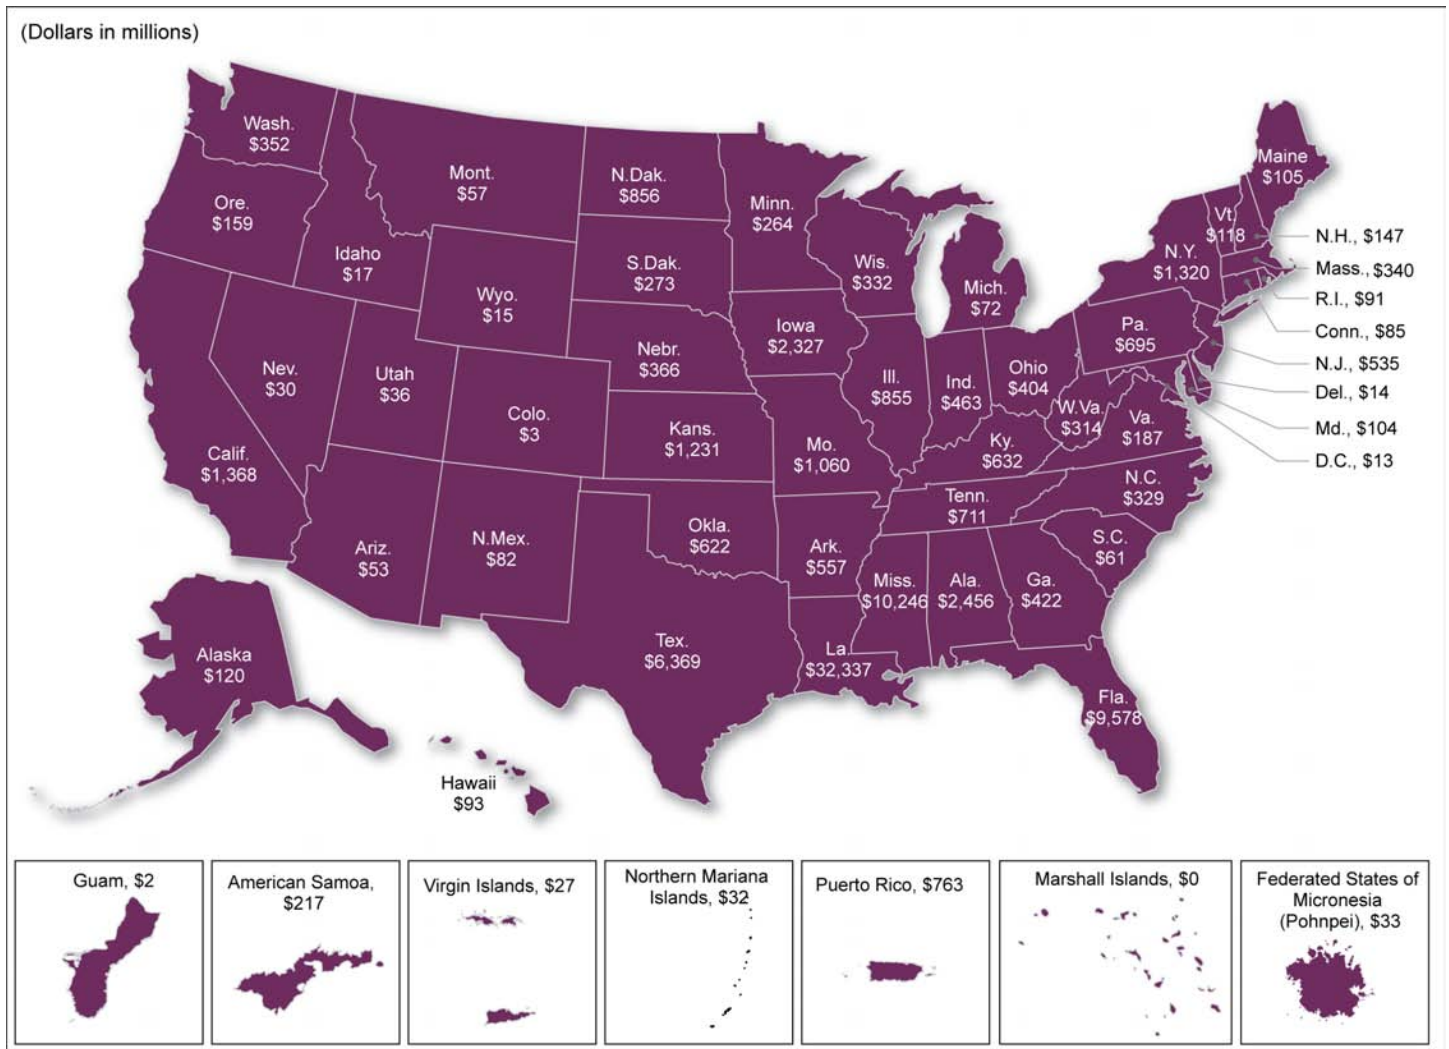 (Dollars in millions)
Wash.
$352
Ore.
$159
Idaho
$17
Mont.
$57
N.Dak.
$856
S.Dak.
$273
Minn.
$264
Wyo.
$15
Nebr.
$366
Iowa
$2,327
Wis.
$332
Mich.
$72
Nev.
$30
Utah
$36
Colo.
$3
Kans.
$1,231
Calif.
$1,368
Ariz.
$53
N.Mex.
$82
Okla.
$622
Mo.
$1,060
Ark.
$557
Ill.
$855
Ind.
$463
Ohio
$404
Ky.
$632
Tenn.
$711
W.Va.
$314
Va.
$187
N.C.
$329
S.C.
$61
Ga.
$422
Ala.
$2,456
Miss.
$10,246
La.
$32,337
Tex.
$6,369
Fla.
$9,578
Pa.
$695
N.Y.
$1,320
Vt.
$118
Maine
$105
N.H., $147
Mass., $340
R.I., $91
Conn., $85
N.J., $535
Del., $14
Md., $104
D.C., $13
Alaska
$120
Hawaii
$93
Guam, $2
American Samoa,
$217
Virgin Islands, $27
Northern Mariana
Islands, $32
Puerto Rico, $763
Marshall Islands, $0
Federated States of
Micronesia
(Pohnpei), $33